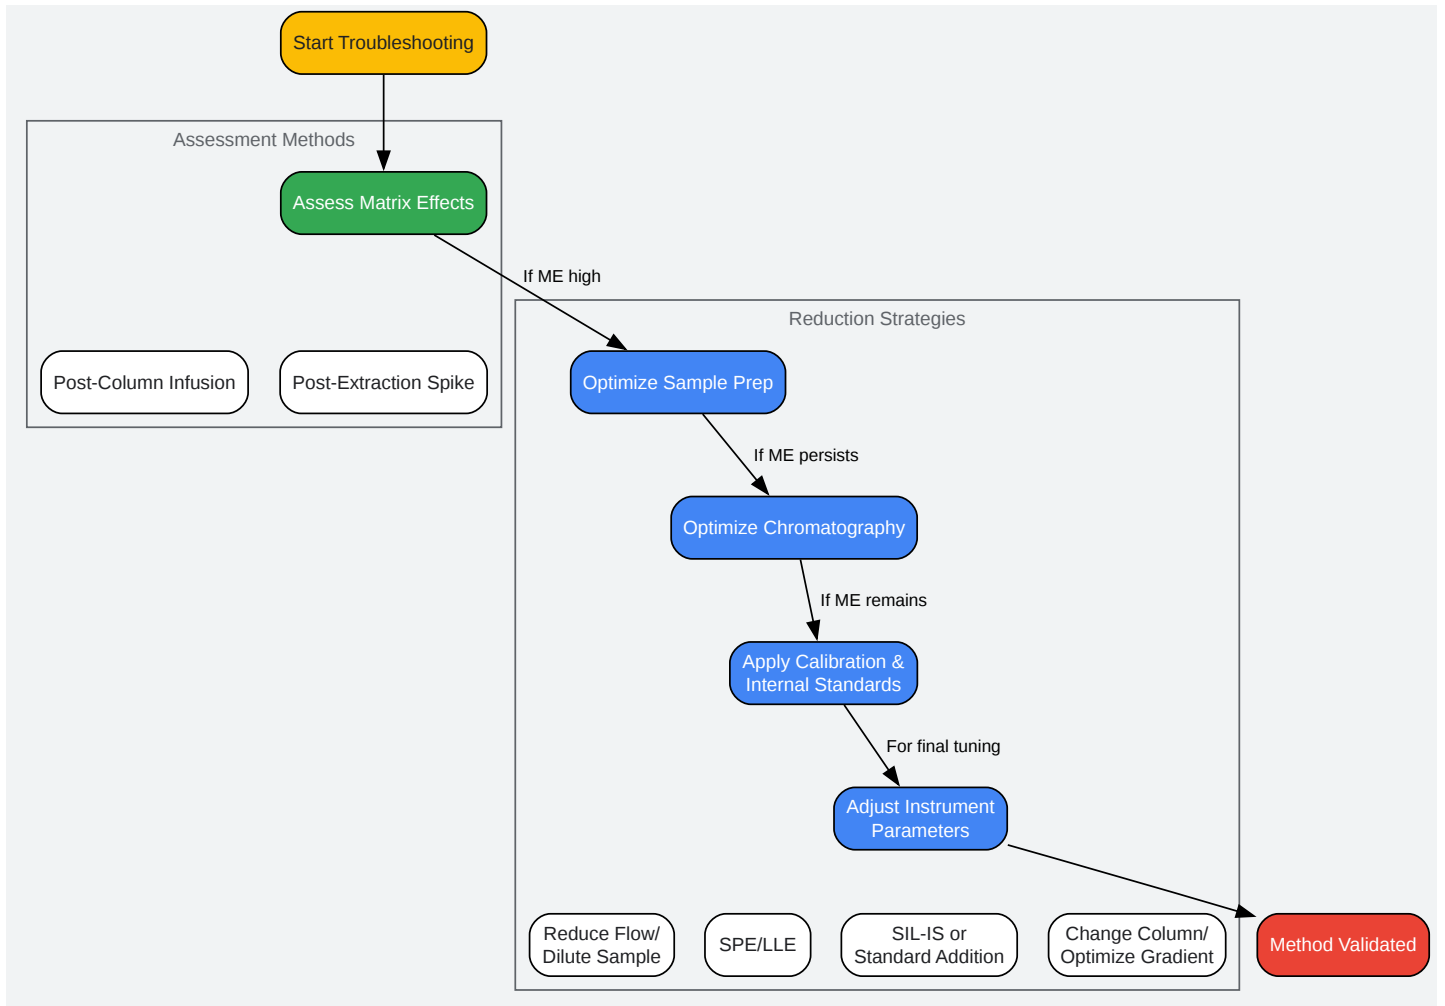 Start Troubleshooting
Assessment Methods
Assess Matrix Effects
If ME high
Reduction Strategies
Post-Column Infusion
Post-Extraction Spike
Optimize Sample Prep
If ME persists
Optimize Chromatography
If ME remains
Apply Calibration &
Internal Standards
For final tuning
Adjust Instrument
Parameters
Reduce Flow/
Dilute Sample
SPE/LLE
SIL-IS or
Standard Addition
Change Column/
Optimize Gradient
Method Validated